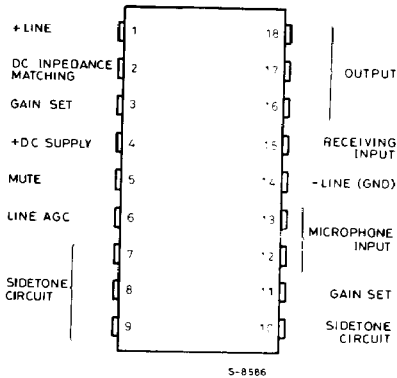 +LINE
1
18
DC IMPEDANCE
MATCHING
2
17
OUTPUT
GAIN SET
3
16
+DC SUPPLY
4
15
RECEIVING
INPUT
MUTE
5
14
-LINE (GND)
LINE AGC
6
13
MICROPHONE
INPUT
7
12
SIDETONE
CIRCUIT
8
11
GAIN SET
9
10
SIDETONE
CIRCUIT
S-8586